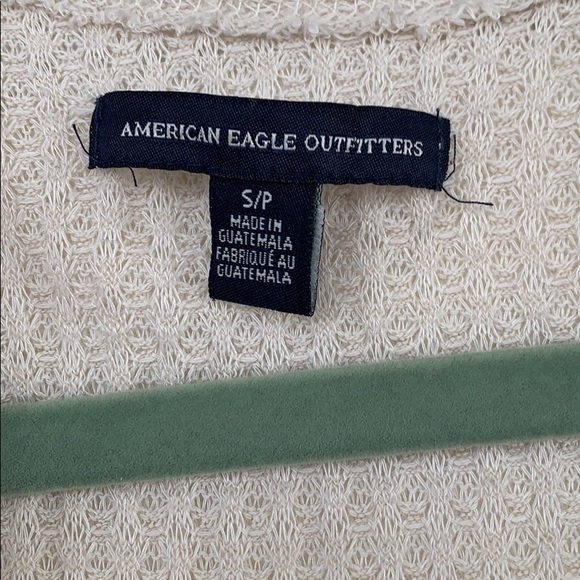 AMERICAN EAGLE OUTFITTERS
S/P
MADE IN
GUATEMALA
FABRIQUÉ AU
GUATEMALA